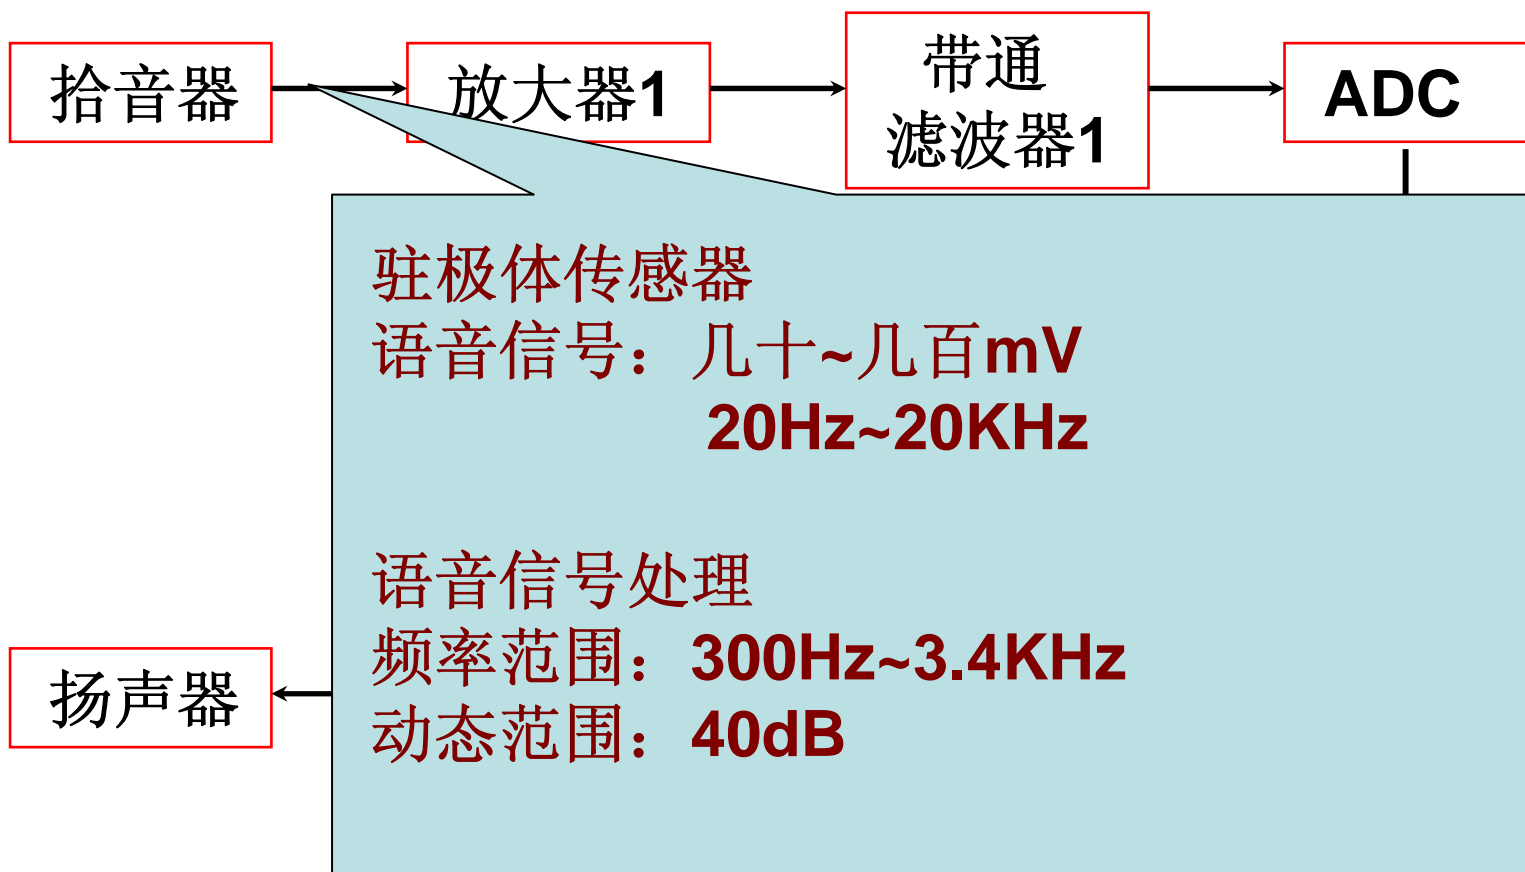 拾音器
放大器1
带通
滤波器1
ADC
驻极体传感器
语音信号：几十~几百mV
20Hz~20KHz
语音信号处理
频率范围：300Hz~3.4KHz
动态范围：40dB
扬声器